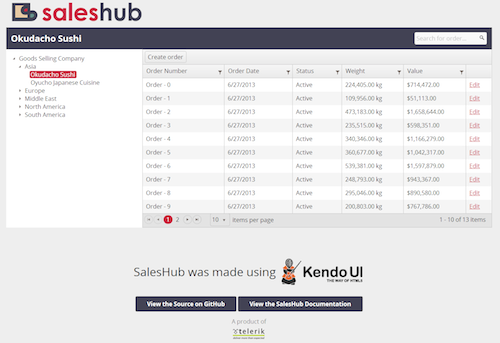 saleshub
Okudacho Sushi
Search for order...
Goods Selling Company
Asia
Okudacho Sushi
Oyucho Japanese Cuisine
Europe
Middle East
North America
South America
Create order
Order Number Order Date Status Weight Value
Order - 0 6/27/2013 Active 224,405.00 kg $714,472.00 Edit
Order - 1 6/27/2013 Active 109,956.00 kg $51,113.00 Edit
Order - 2 6/27/2013 Active 473,183.00 kg $1,658,644.00 Edit
Order - 3 6/27/2013 Active 235,515.00 kg $598,351.00 Edit
Order - 4 6/27/2013 Active 340,346.00 kg $1,166,279.00 Edit
Order - 5 6/27/2013 Active 360,677.00 kg $1,042,317.00 Edit
Order - 6 6/27/2013 Active 539,381.00 kg $1,597,879.00 Edit
Order - 7 6/27/2013 Active 248,793.00 kg $943,367.00 Edit
Order - 8 6/27/2013 Active 295,046.00 kg $890,580.00 Edit
Order - 9 6/27/2013 Active 200,803.00 kg $767,786.00 Edit
1 2 10 items per page 1 - 10 of 13 items
SalesHub was made using Kendo UI
THE WAY OF HTML5
View the Source on GitHub View the SalesHub Documentation
A product of
telerik